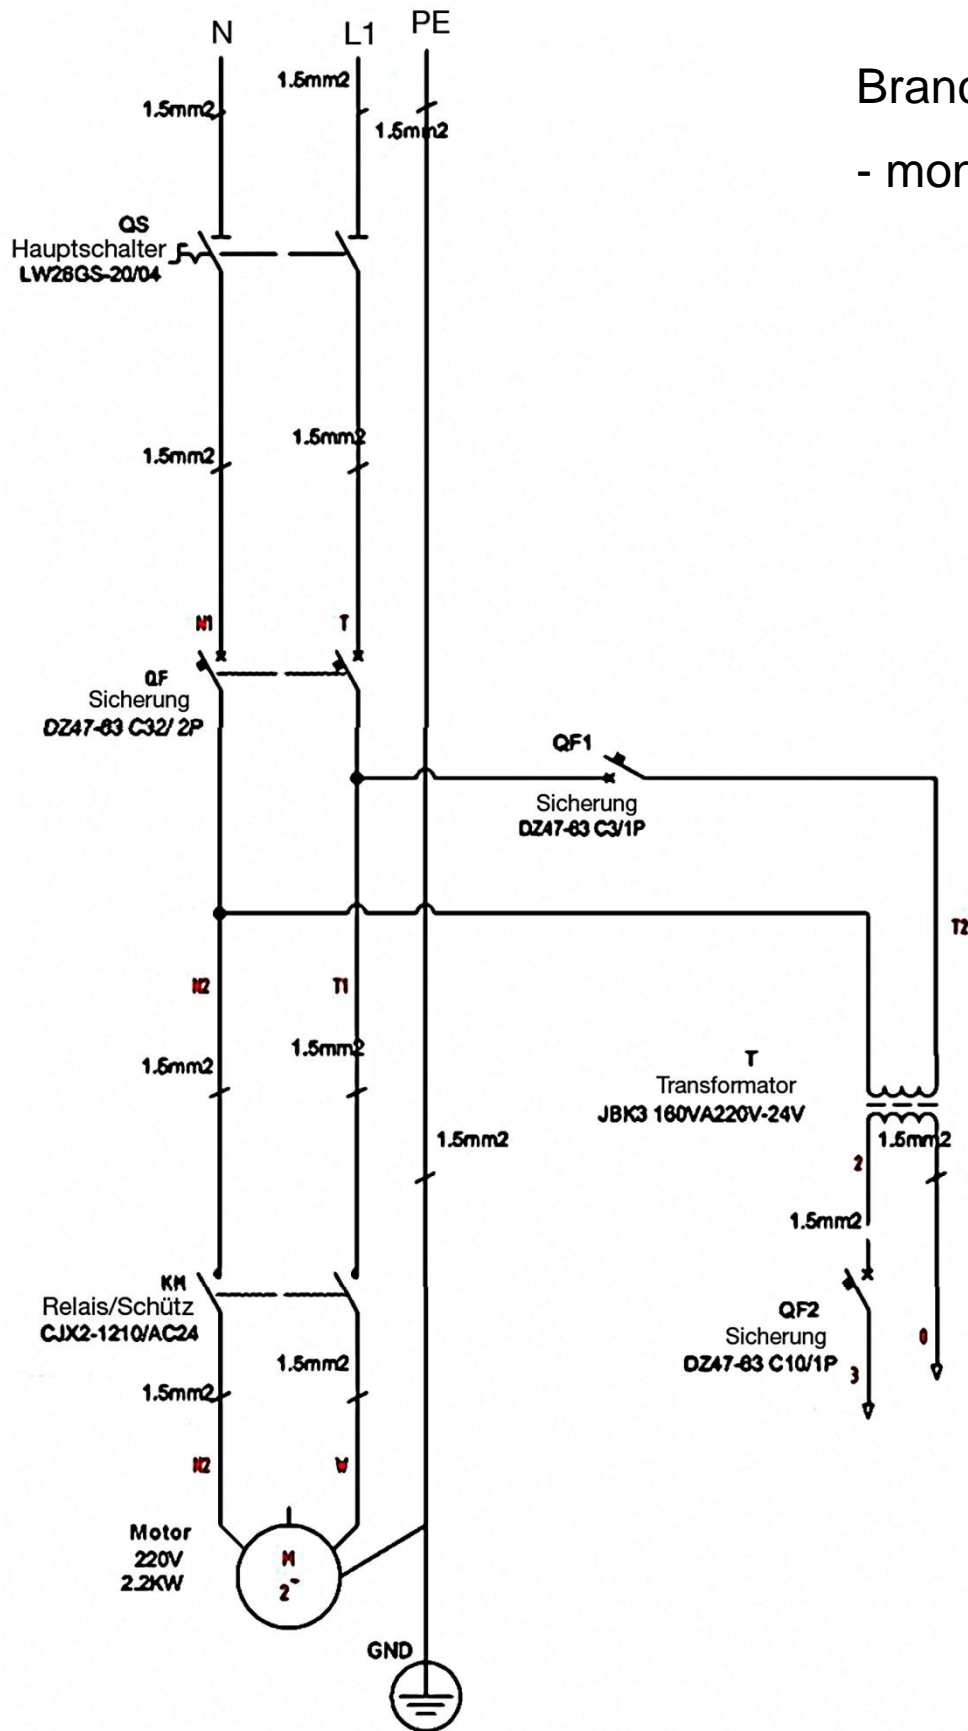 N
L1
PE
1.5mm2
1.5mm2
1.5mm2
- mon
QS
Hauptschalter
LW26GS-20/04
1.5mm2
1.5mm2
N1
T
QF
Sicherung
DZ47-63 C32/ 2P
QF1
Sicherung
DZ47-63 C3/1P
T2
N2
T1
1.5mm2
1.5mm2
T
Transformator
JBK3 160VA220V-24V
1.5mm2
1.5mm2
2
1.5mm2
KM
Relais/Schütz
CJX2-1210/AC24
QF2
Sicherung
DZ47-63 C10/1P
0
3
1.5mm2
1.5mm2
N2
W
Motor
220V
2.2KW
M
2~
GND